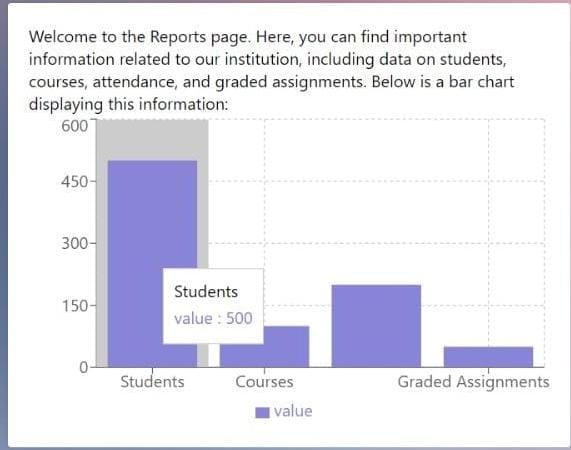 Welcome to the Reports page. Here, you can find important
information related to our institution, including data on students,
courses, attendance, and graded assignments. Below is a bar chart
displaying this information:
600
450
300
150
0
Students
value : 500
Students
Courses
Graded Assignments
value